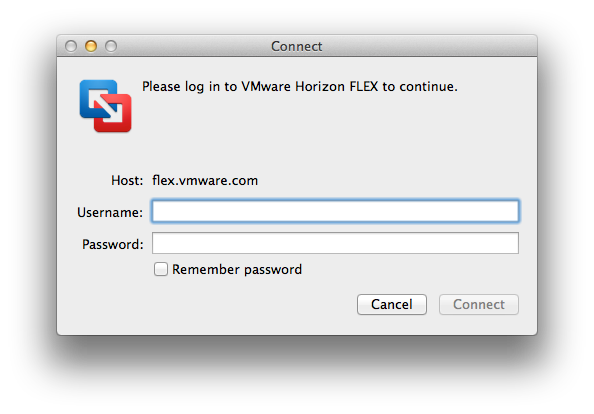 Connect
Please log in to VMware Horizon FLEX to continue.
Host: flex.vmware.com
Username:
Password:
Remember password
Cancel Connect